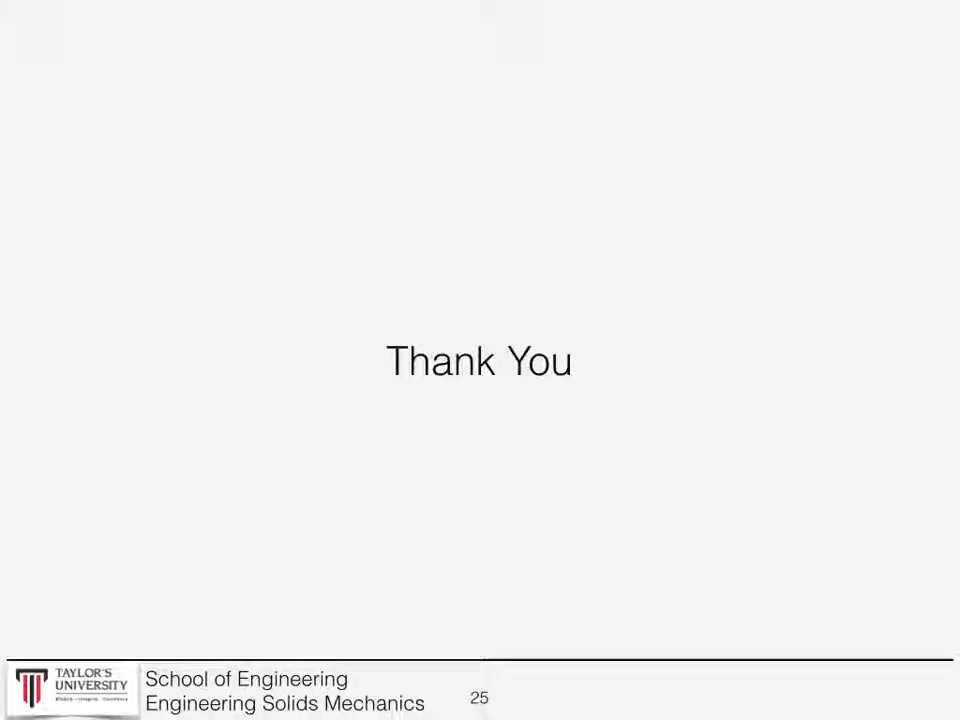 Thank You
TAYLOR'S
UNIVERSITY
School of Engineering
Engineering Solids Mechanics
25